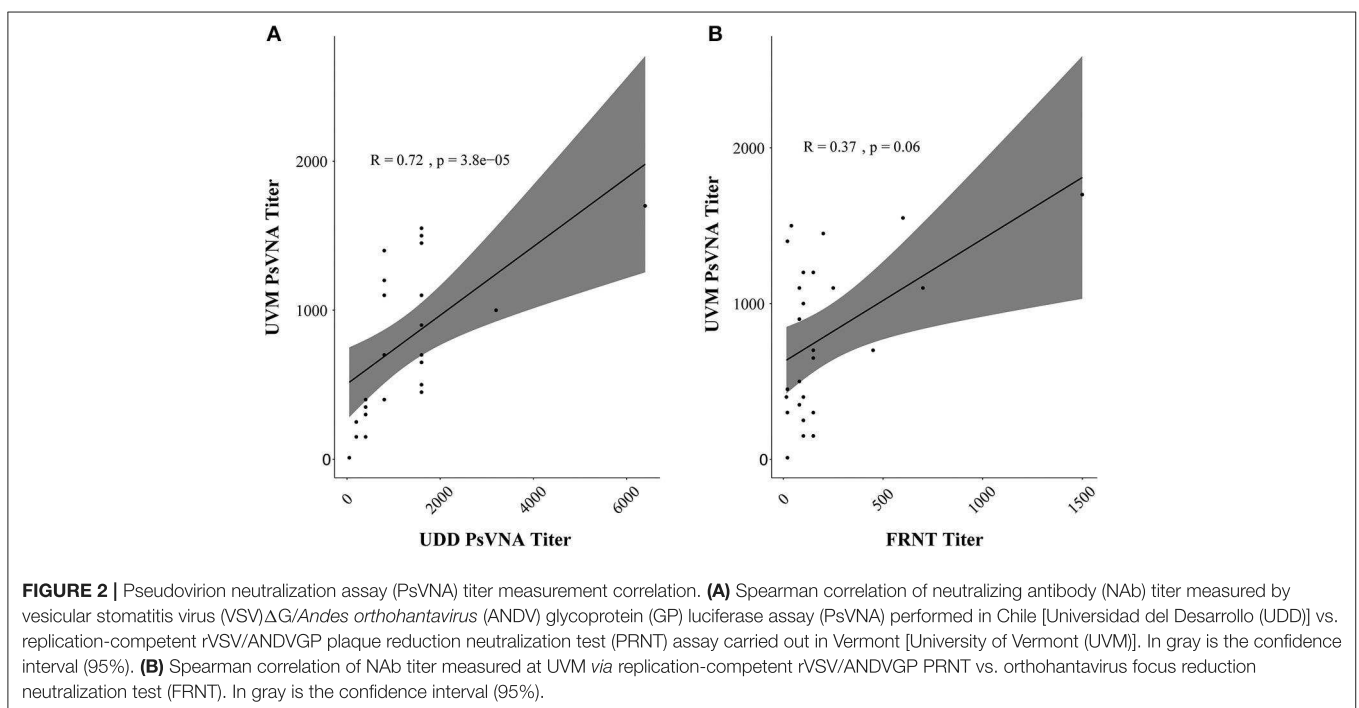 A
B
R = 0.72 , p = 3.8e−05
R = 0.37 , p = 0.06
UVM PsVNA Titer
2000
1000
0
0
2000
4000
6000
UDD PsVNA Titer
UVM PsVNA Titer
2000
1000
0
0
500
1000
1500
FRNT Titer
FIGURE 2 | Pseudovirion neutralization assay (PsVNA) titer measurement correlation. (A) Spearman correlation of neutralizing antibody (NAb) titer measured by
vesicular stomatitis virus (VSV)ΔG/Andes orthohantavirus (ANDV) glycoprotein (GP) luciferase assay (PsVNA) performed in Chile [Universidad del Desarrollo (UDD)] vs.
replication-competent rVSV/ANDVGP plaque reduction neutralization test (PRNT) assay carried out in Vermont [University of Vermont (UVM)]. In gray is the confidence
interval (95%). (B) Spearman correlation of NAb titer measured at UVM via replication-competent rVSV/ANDVGP PRNT vs. orthohantavirus focus reduction
neutralization test (FRNT). In gray is the confidence interval (95%).